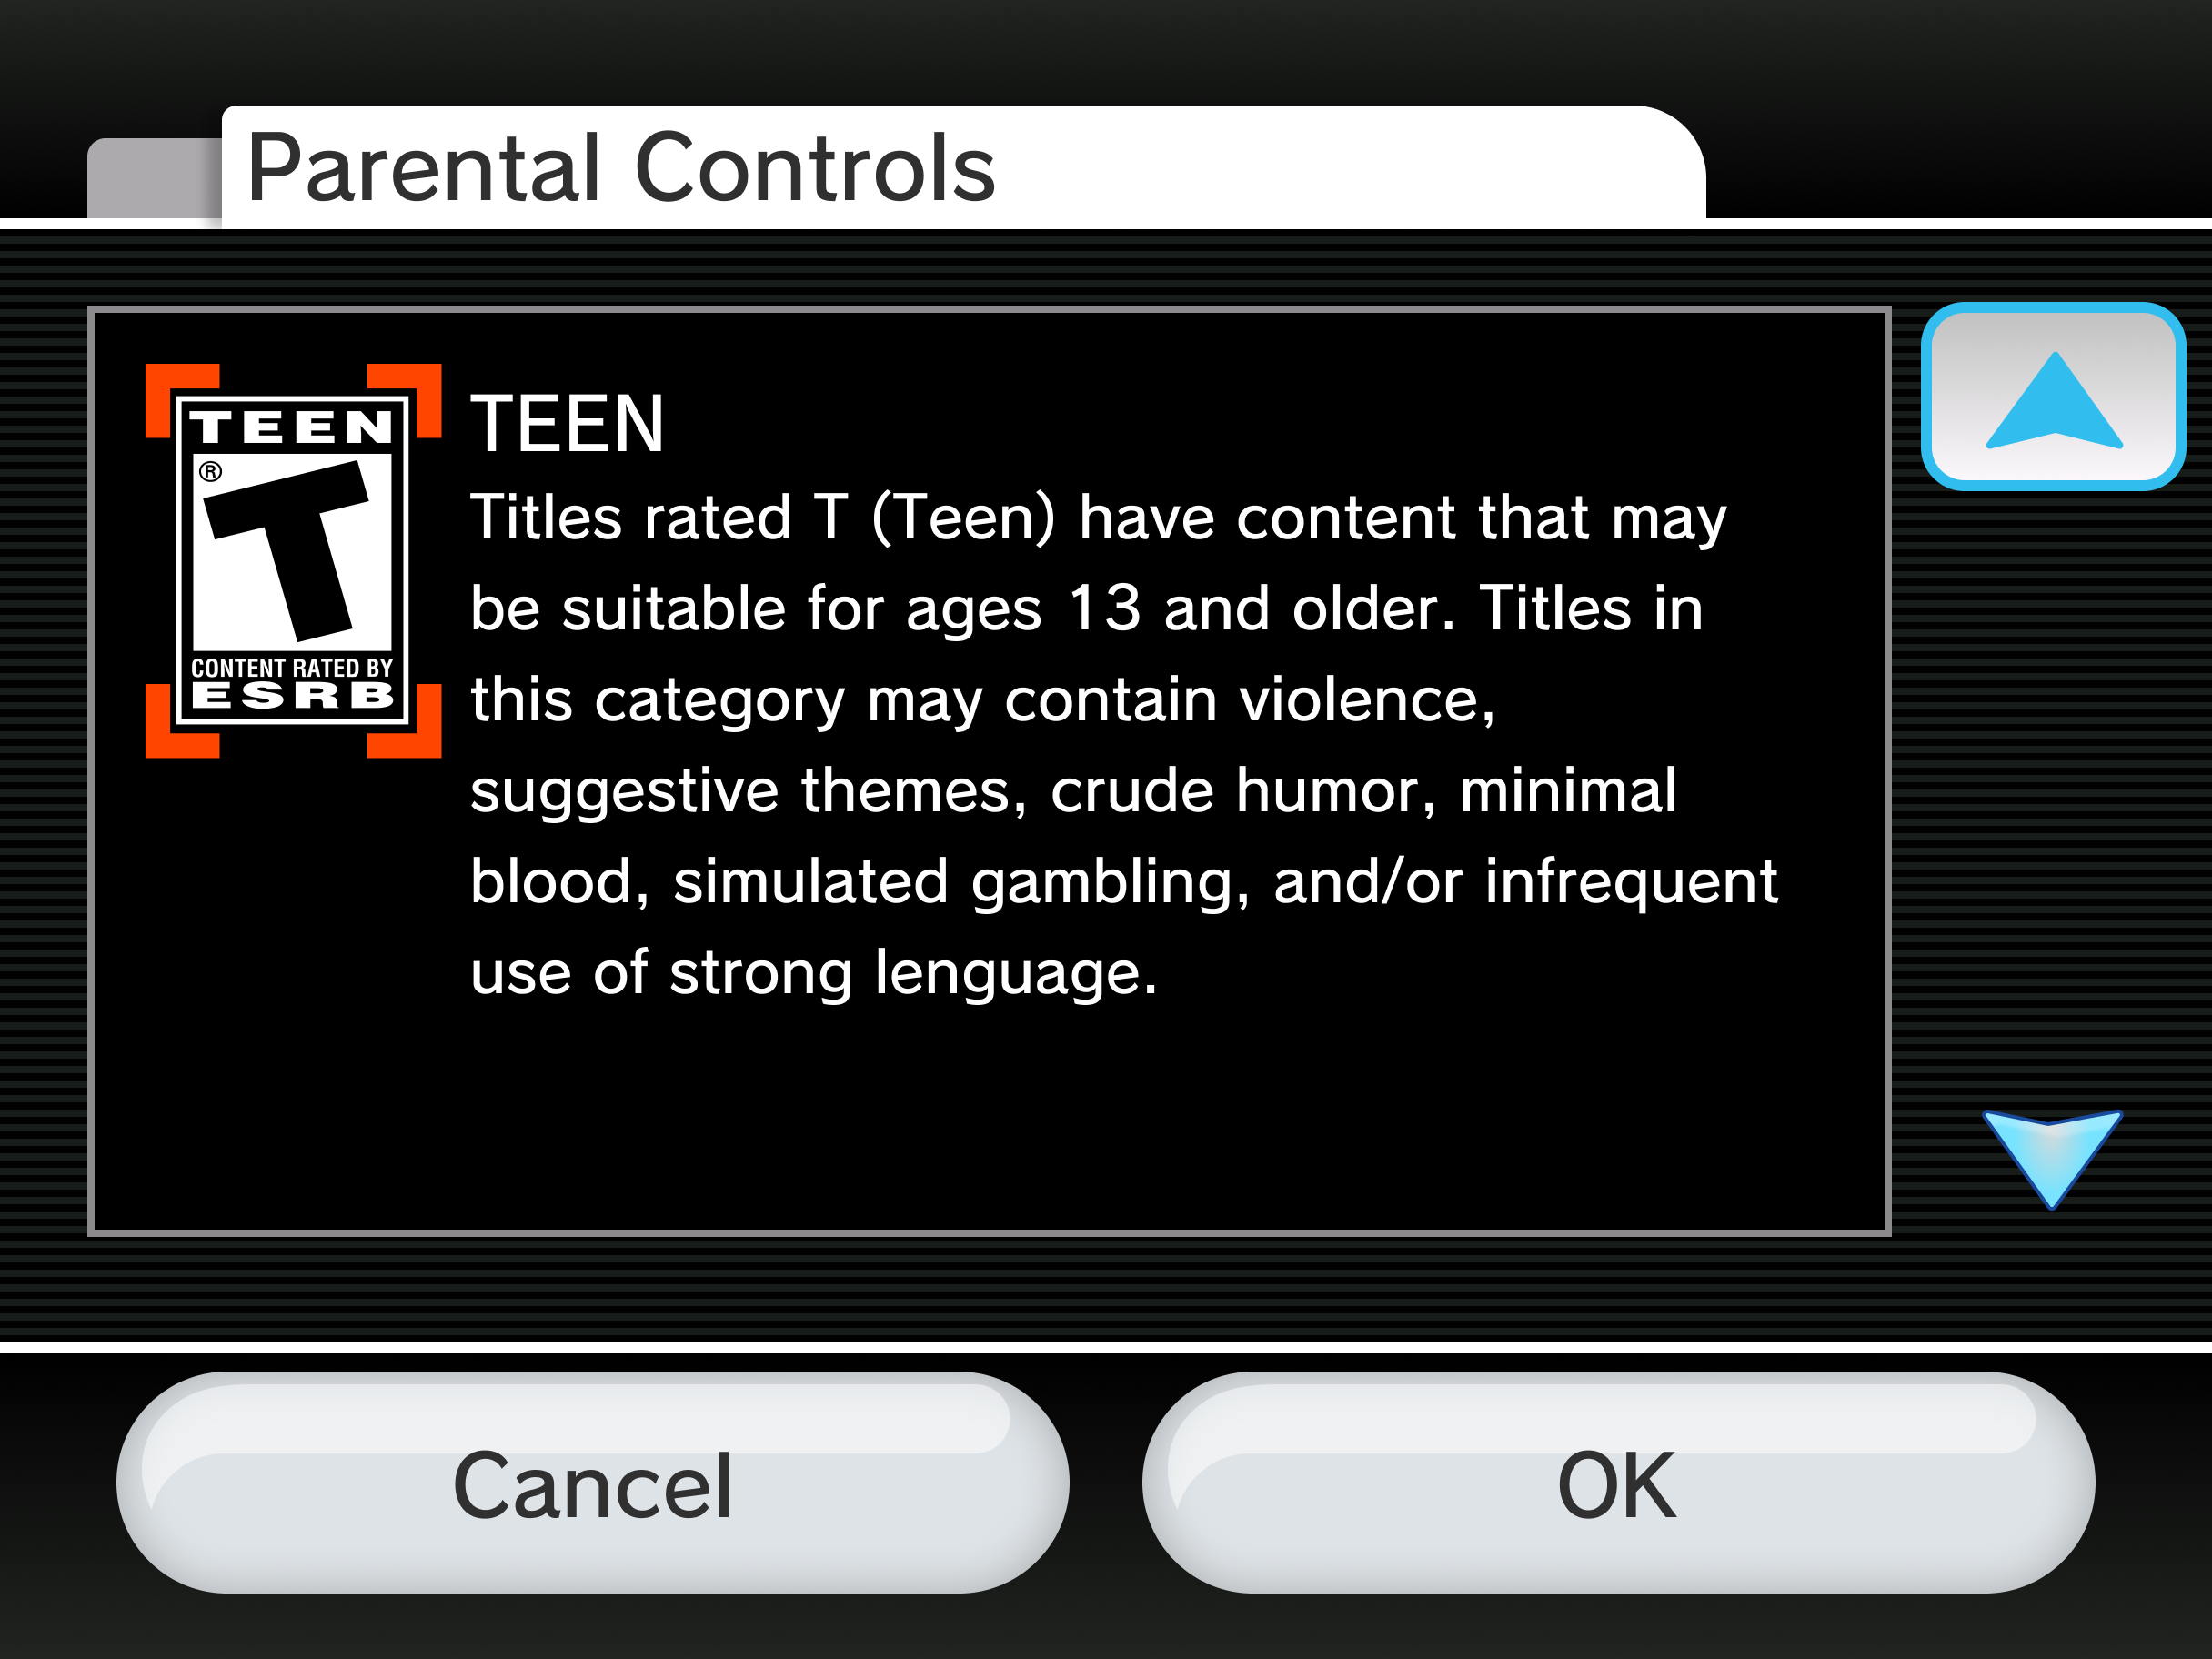 Parental Controls
TEEN
®
T
CONTENT RATED BY
ESRB
TEEN
Titles rated T (Teen) have content that may
be suitable for ages 13 and older. Titles in
this category may contain violence,
suggestive themes, crude humor, minimal
blood, simulated gambling, and/or infrequent
use of strong lenguage.
Cancel
OK